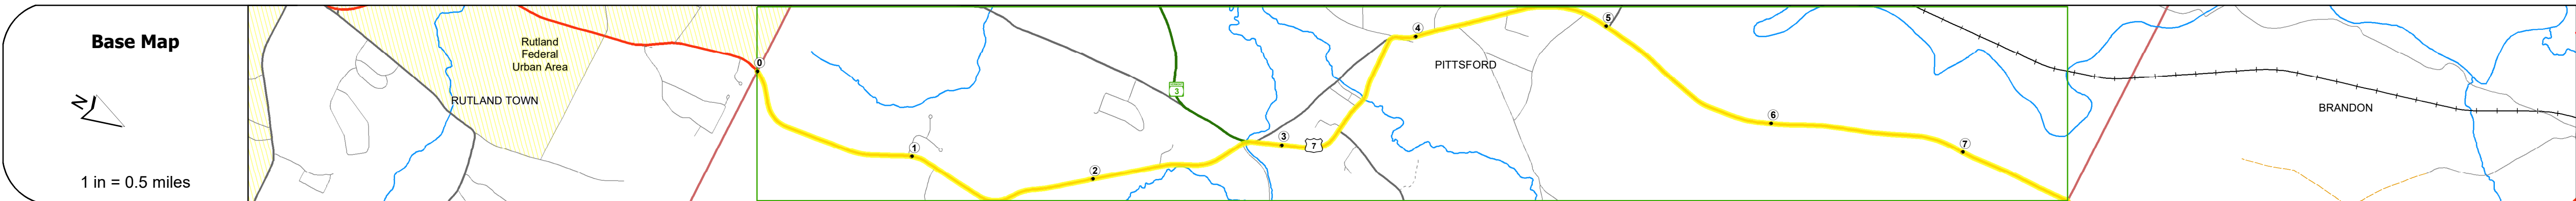 Base Map
N
1 in = 0.5 miles
Rutland
Federal
Urban Area
RUTLAND TOWN
0
1
2
3
3
7
4
PITTSFORD
5
6
7
BRANDON